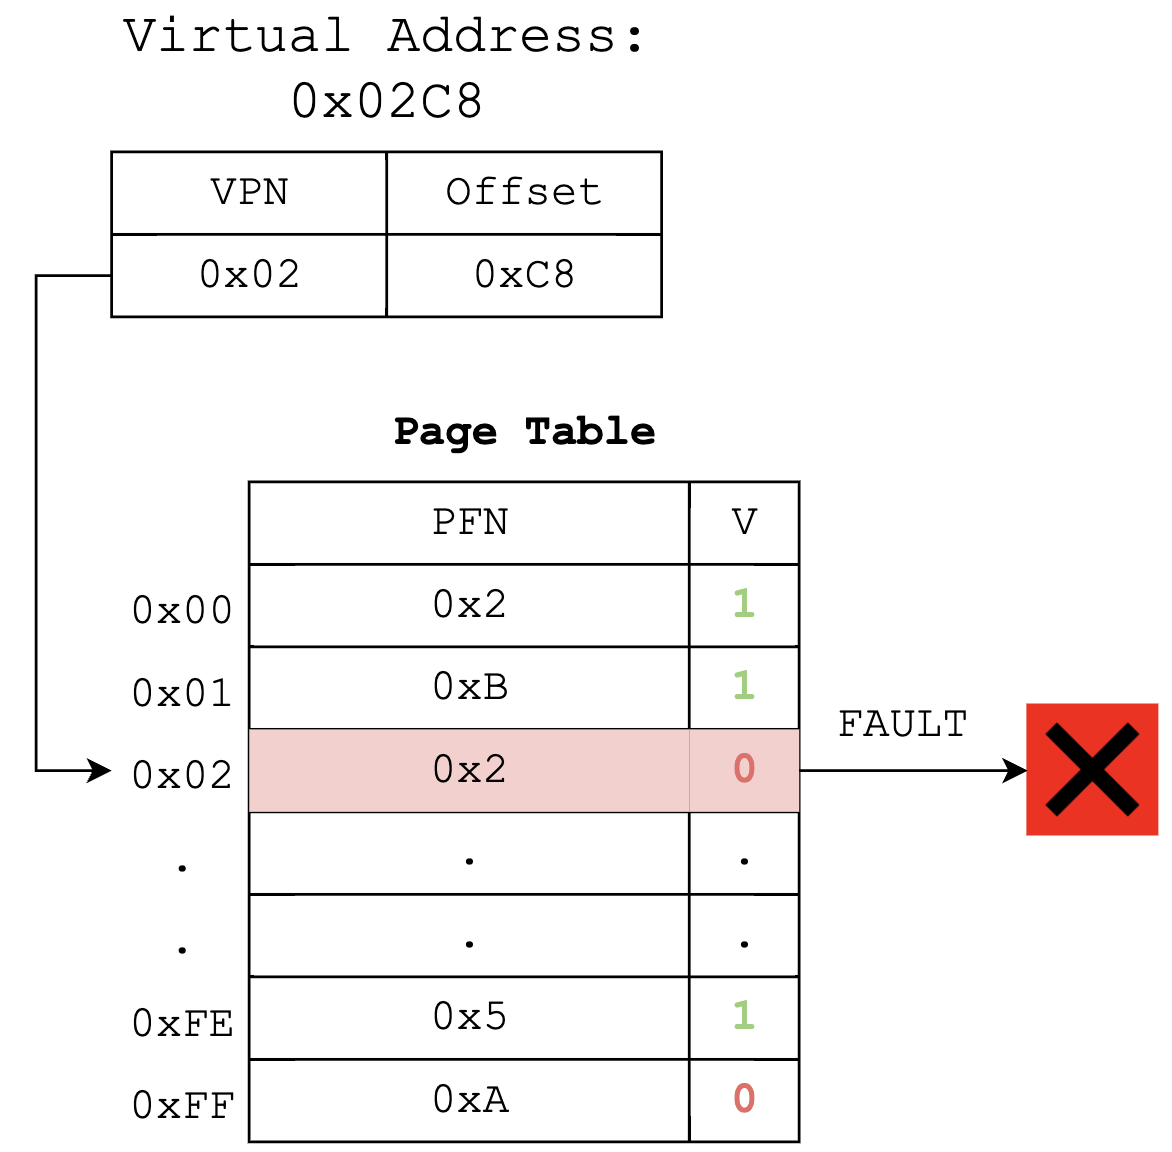 Virtual Address:
0x02C8
VPN Offset
0x02 0xC8
Page Table
PFN V
0x00 0x2 1
0x01 0xB 1
FAULT
0x02 0x2 0
. . .
. . .
0xFE 0x5 1
0xFF 0xA 0